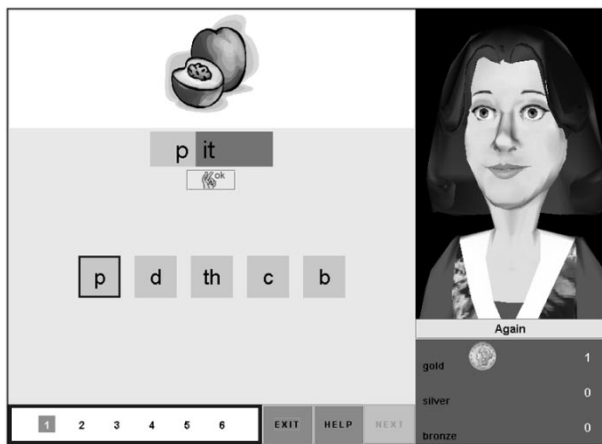 p it
ok
p d th c b
Again
gold 1
silver 0
bronze 0
1 2 3 4 5 6 EXIT HELP NEXT